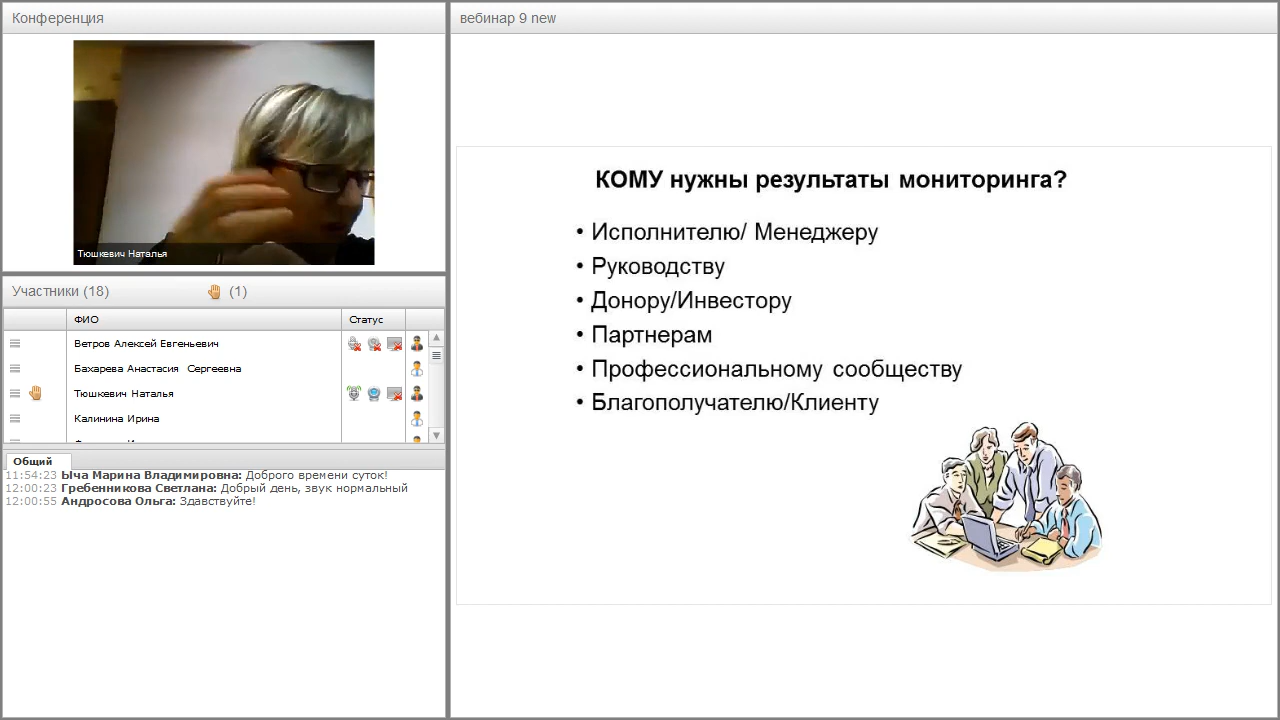 Конференция
Тюшкевич Наталья
Участники (18) (1)
ФИО Статус
Ветров Алексей Евгеньевич
Бахарева Анастасия Сергеевна
Тюшкевич Наталья
Калинина Ирина
Общий
11:54:23 Ыча Марина Владимировна: Доброго времени суток!
12:00:23 Гребенникова Светлана: Добрый день, звук нормальный
12:00:55 Андросова Ольга: Здавствуйте!
вебинар 9 new
КОМУ нужны результаты мониторинга?
• Исполнителю/ Менеджеру
• Руководству
• Донору/Инвестору
• Партнерам
• Профессиональному сообществу
• Благополучателю/Клиенту